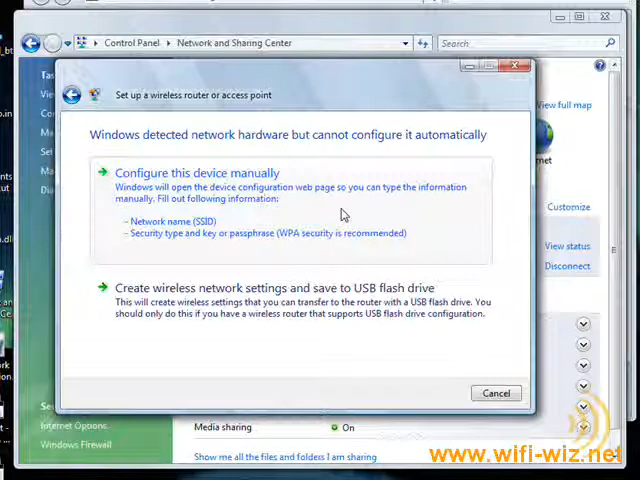 Control Panel ▸ Network and Sharing Center
Search
Set up a wireless router or access point
View full map
Windows detected network hardware but cannot configure it automatically
Configure this device manually
Windows will open the device configuration web page so you can type the information
manually. Fill out following information:
- Network name (SSID)
- Security type and key or passphrase (WPA security is recommended)
Customize
View status
Disconnect
Create wireless network settings and save to USB flash drive
This will create wireless settings that you can transfer to the router with a USB flash drive. You
should only do this if you have a wireless router that supports USB flash drive configuration.
Cancel
Internet Options
Media sharing
On
Windows Firewall
Show me all the files and folders I am sharing
www.wifi-wiz.net